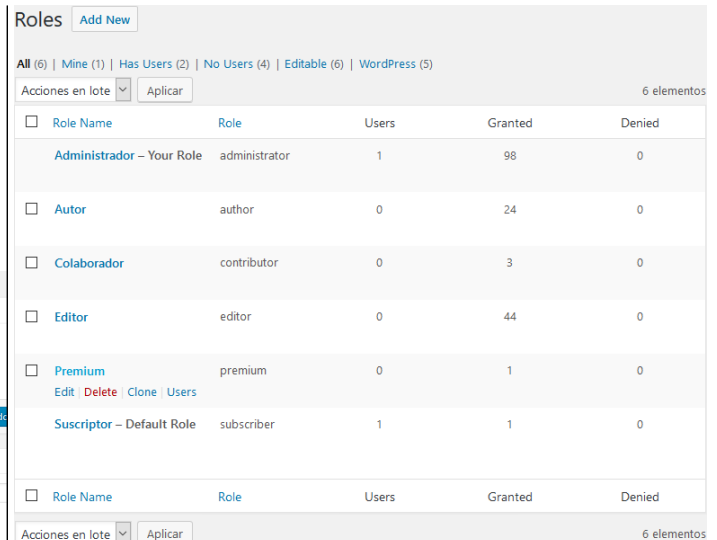 Roles Add New
All (6) | Mine (1) | Has Users (2) | No Users (4) | Editable (6) | WordPress (5)
Acciones en lote Aplicar 6 elementos
Role Name Role Users Granted Denied
Administrador – Your Role administrator 1 98 0
Autor author 0 24 0
Colaborador contributor 0 3 0
Editor editor 0 44 0
Premium premium 0 1 0
Edit | Delete | Clone | Users
Suscriptor – Default Role subscriber 1 1 0
Role Name Role Users Granted Denied
Acciones en lote Aplicar 6 elementos